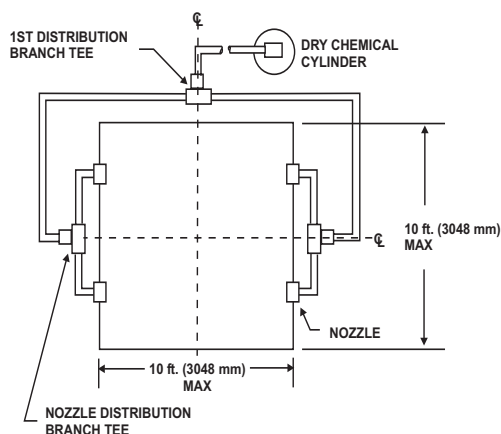 ℄
1ST DISTRIBUTION
BRANCH TEE
DRY CHEMICAL
CYLINDER
10 ft. (3048 mm)
MAX
℄
NOZZLE
10 ft. (3048 mm)
MAX
NOZZLE DISTRIBUTION
BRANCH TEE